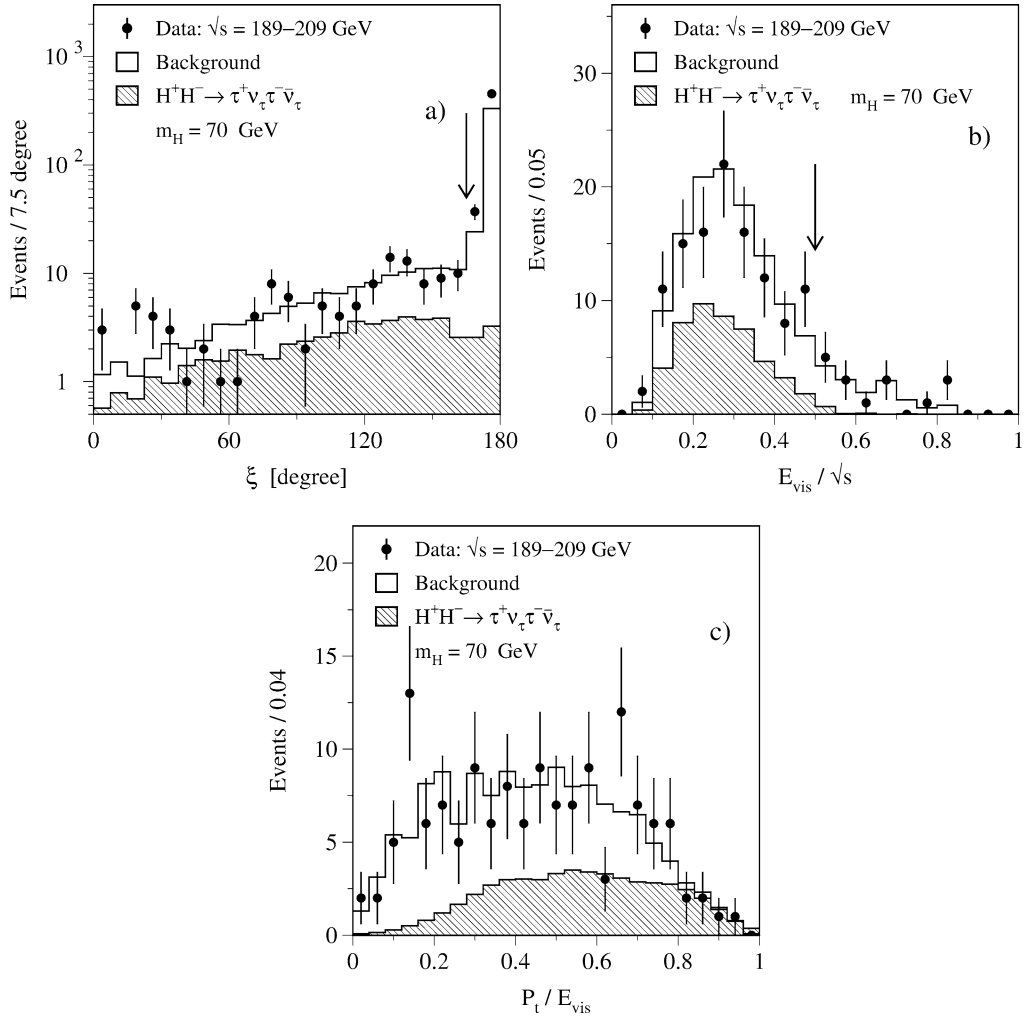 Data: √s = 189–209 GeV
Background
H⁺H⁻→ τ⁺ν_τ τ⁻ν̄_τ
m_H = 70 GeV
a)
Events / 7.5 degree
10³
10²
10
1
0 60 120 180
ξ [degree]
Data: √s = 189–209 GeV
Background
H⁺H⁻→ τ⁺ν_τ τ⁻ν̄_τ m_H = 70 GeV
b)
Events / 0.05
30
20
10
0
0 0.2 0.4 0.6 0.8 1
E_vis / √s
Data: √s = 189–209 GeV
Background
H⁺H⁻→ τ⁺ν_τ τ⁻ν̄_τ
m_H = 70 GeV
c)
Events / 0.04
20
15
10
5
0
0 0.2 0.4 0.6 0.8 1
P_t / E_vis